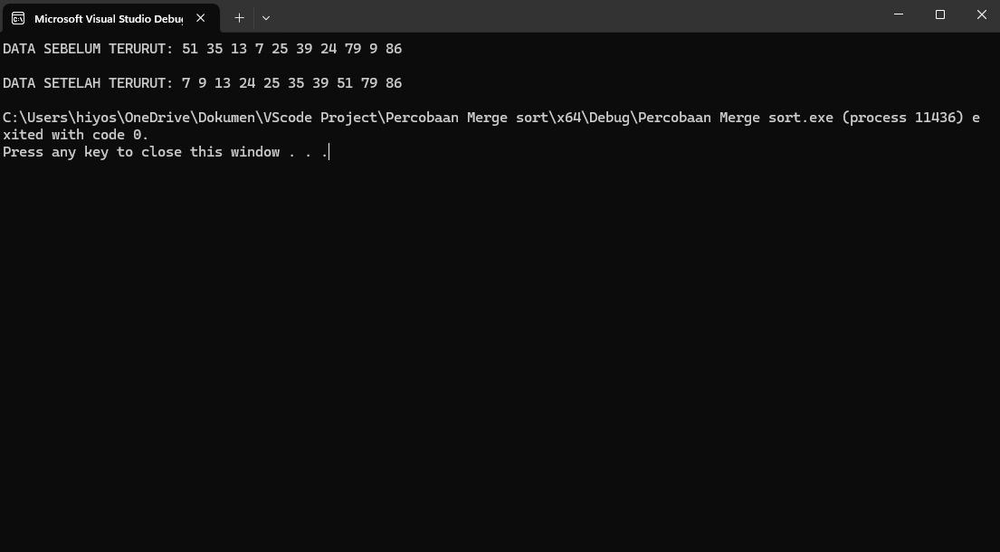 Microsoft Visual Studio Debu
DATA SEBELUM TERURUT: 51 35 13 7 25 39 24 79 9 86
DATA SETELAH TERURUT: 7 9 13 24 25 35 39 51 79 86
C:\Users\hiyos\OneDrive\Dokumen\VScode Project\Percobaan Merge sort\x64\Debug\Percobaan Merge sort.exe (process 11436) e
xited with code 0.
Press any key to close this window . . .